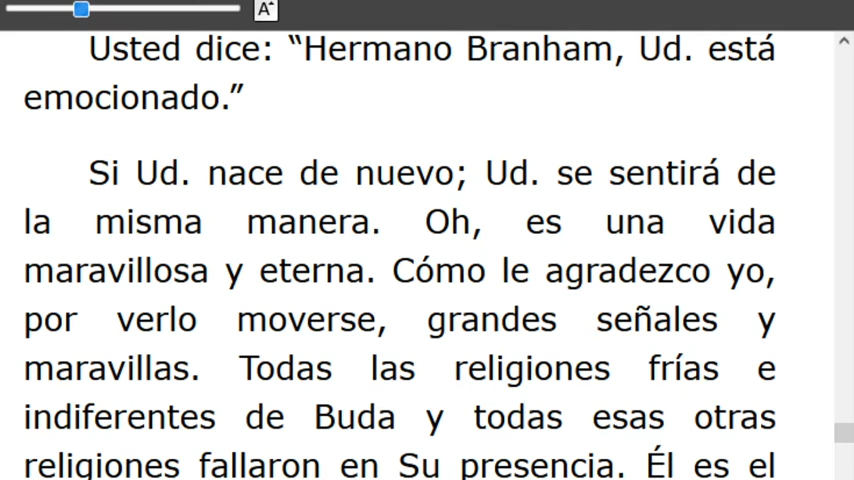 A
Usted dice: “Hermano Branham, Ud. está
emocionado.”
Si Ud. nace de nuevo; Ud. se sentirá de
la misma manera. Oh, es una vida
maravillosa y eterna. Cómo le agradezco yo,
por verlo moverse, grandes señales y
maravillas. Todas las religiones frías e
indiferentes de Buda y todas esas otras
religiones fallaron en Su presencia. Él es el